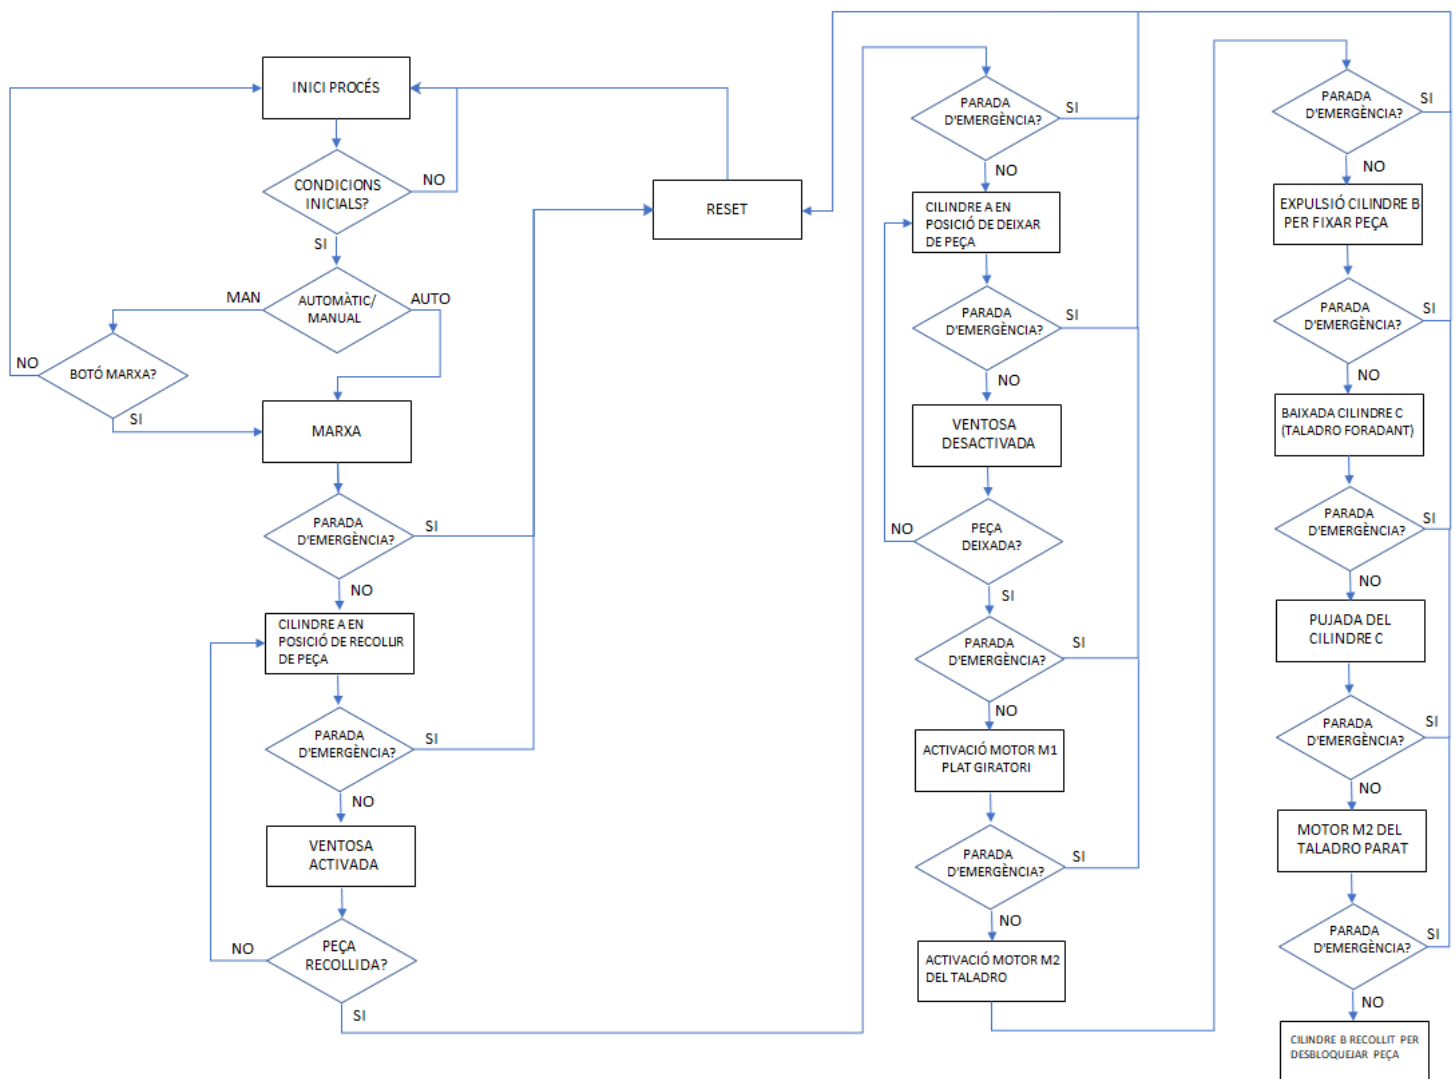 INICI PROCÉS
CONDICIONS
INICIALS?
NO
SI
AUTOMÀTIC/
MANUAL
MAN
AUTO
BOTÓ MARXA?
NO
SI
MARXA
PARADA
D'EMERGÈNCIA?
SI
NO
CILINDRE A EN
POSICIÓ DE RECOLLIR
DE PEÇA
PARADA
D'EMERGÈNCIA?
SI
NO
VENTOSA
ACTIVADA
PEÇA
RECOLLIDA?
NO
SI
RESET
PARADA
D'EMERGÈNCIA?
SI
NO
CILINDRE A EN
POSICIÓ DE DEIXAR
DE PEÇA
PARADA
D'EMERGÈNCIA?
SI
NO
VENTOSA
DESACTIVADA
PEÇA
DEIXADA?
NO
SI
PARADA
D'EMERGÈNCIA?
SI
NO
ACTIVACIÓ MOTOR M1
PLAT GIRATORI
PARADA
D'EMERGÈNCIA?
SI
NO
ACTIVACIÓ MOTOR M2
DEL TALADRO
PARADA
D'EMERGÈNCIA?
SI
NO
EXPULSIÓ CILINDRE B
PER FIXAR PEÇA
PARADA
D'EMERGÈNCIA?
SI
NO
BAIXADA CILINDRE C
(TALADRO FORADANT)
PARADA
D'EMERGÈNCIA?
SI
NO
PUJADA DEL
CILINDRE C
PARADA
D'EMERGÈNCIA?
SI
NO
MOTOR M2 DEL
TALADRO PARAT
PARADA
D'EMERGÈNCIA?
SI
NO
CILINDRE B RECOLLIT PER
DESBLOQUEJAR PEÇA